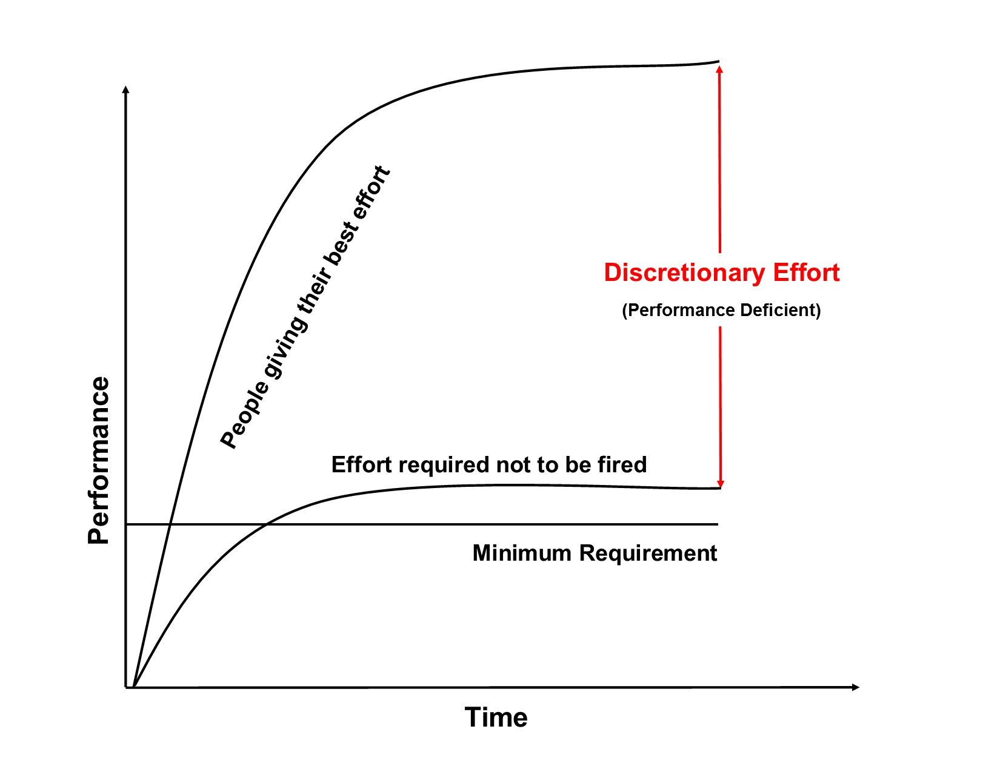 People giving their best effort
Discretionary Effort
(Performance Deficient)
Performance
Effort required not to be fired
Minimum Requirement
Time